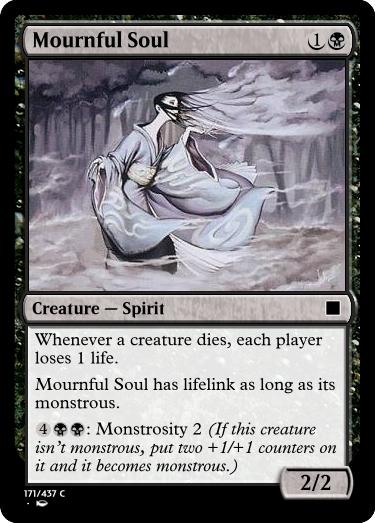 Mournful Soul 1
Creature — Spirit
Whenever a creature dies, each player
loses 1 life.
Mournful Soul has lifelink as long as its
monstrous.
4: Monstrosity 2 (If this creature
isn't monstrous, put two +1/+1 counters on
it and it becomes monstrous.)
2/2
171/437 C